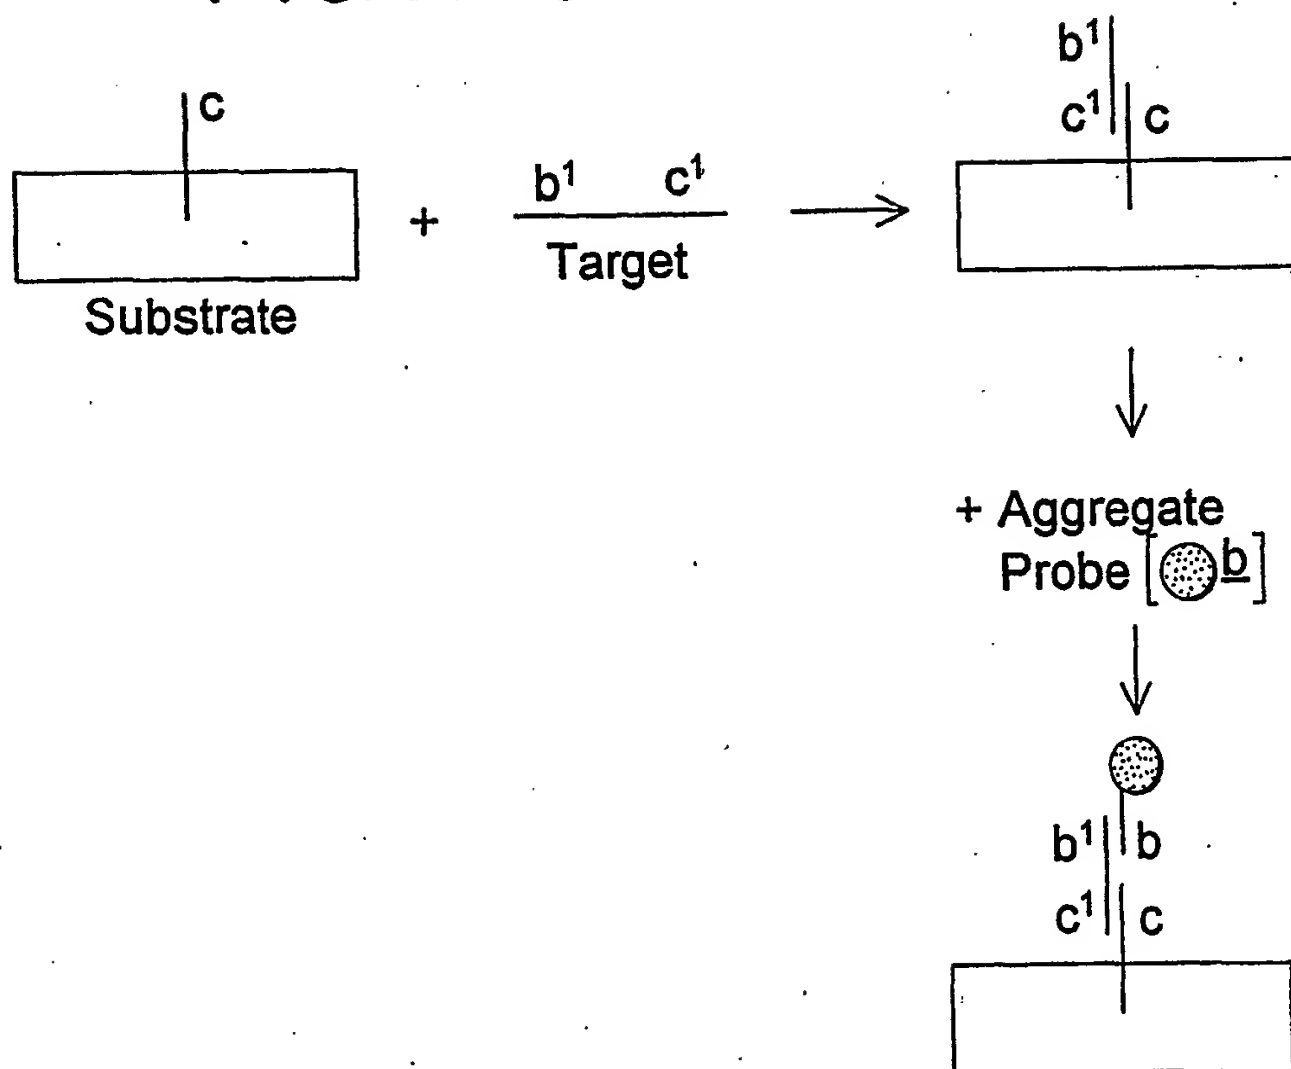 c
Substrate
+
b¹ c¹
Target
b¹
c¹ c
+ Aggregate
Probe [ b ]
b¹ b
c¹ c